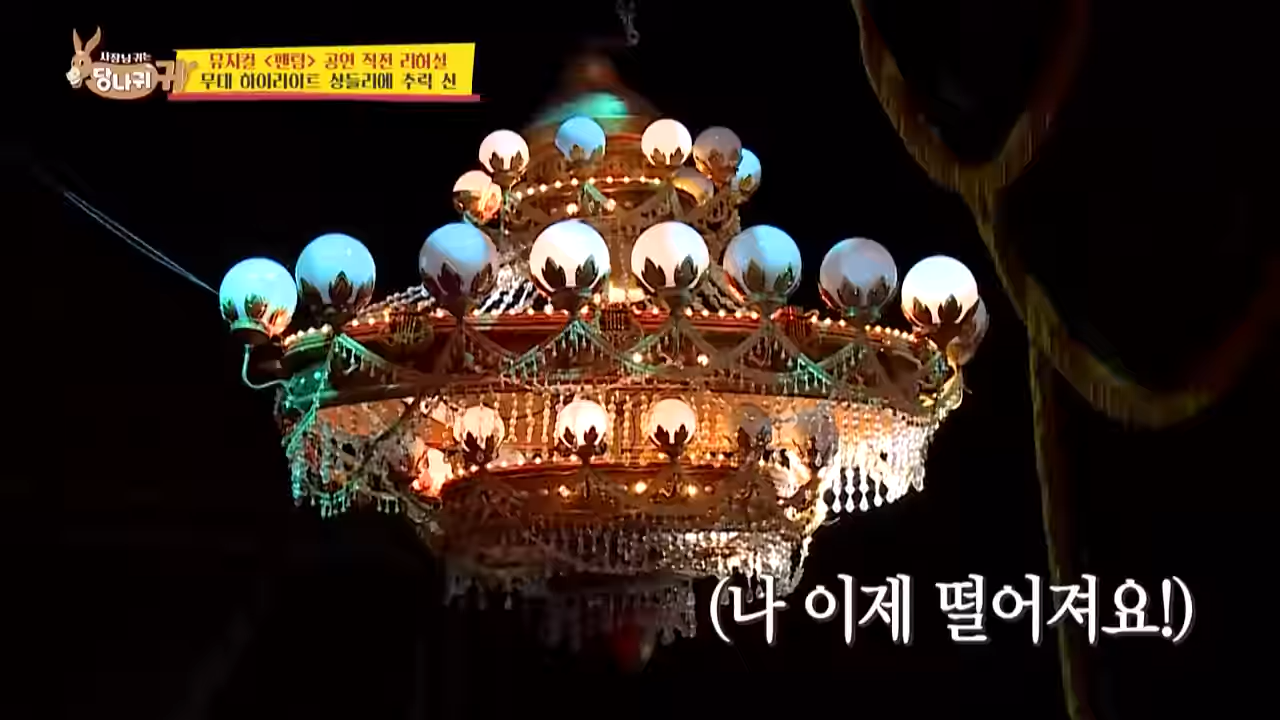 사장님 귀는
당나귀 귀
뮤지컬 <팬텀> 공연 직전 리허설
무대 하이라이트 샹들리에 추락 신
(나 이제 떨어져요!)